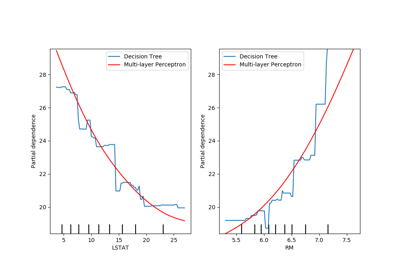 Decision Tree
Multi-layer Perceptron
Partial dependence
28
26
24
22
20
5 10 15 20 25
LSTAT
Decision Tree
Multi-layer Perceptron
Partial dependence
28
26
24
22
20
5.5 6.0 6.5 7.0 7.5
RM